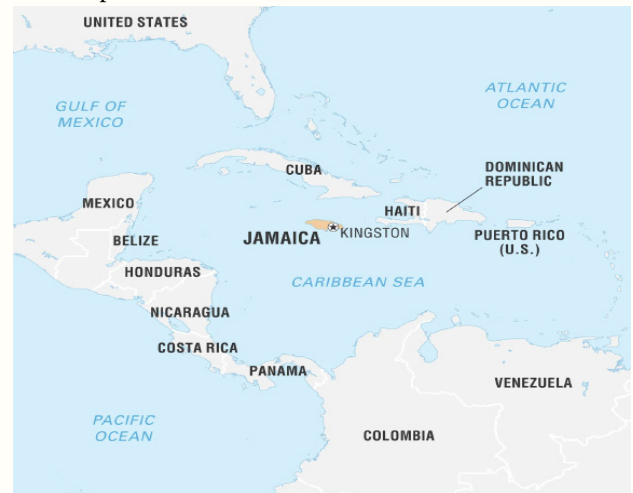 UNITED STATES
ATLANTIC
OCEAN
GULF OF
MEXICO
CUBA
DOMINICAN
REPUBLIC
MEXICO
HAITI
JAMAICA
KINGSTON
PUERTO RICO
(U.S.)
BELIZE
HONDURAS
CARIBBEAN SEA
NICARAGUA
COSTA RICA
PANAMA
VENEZUELA
PACIFIC
OCEAN
COLOMBIA